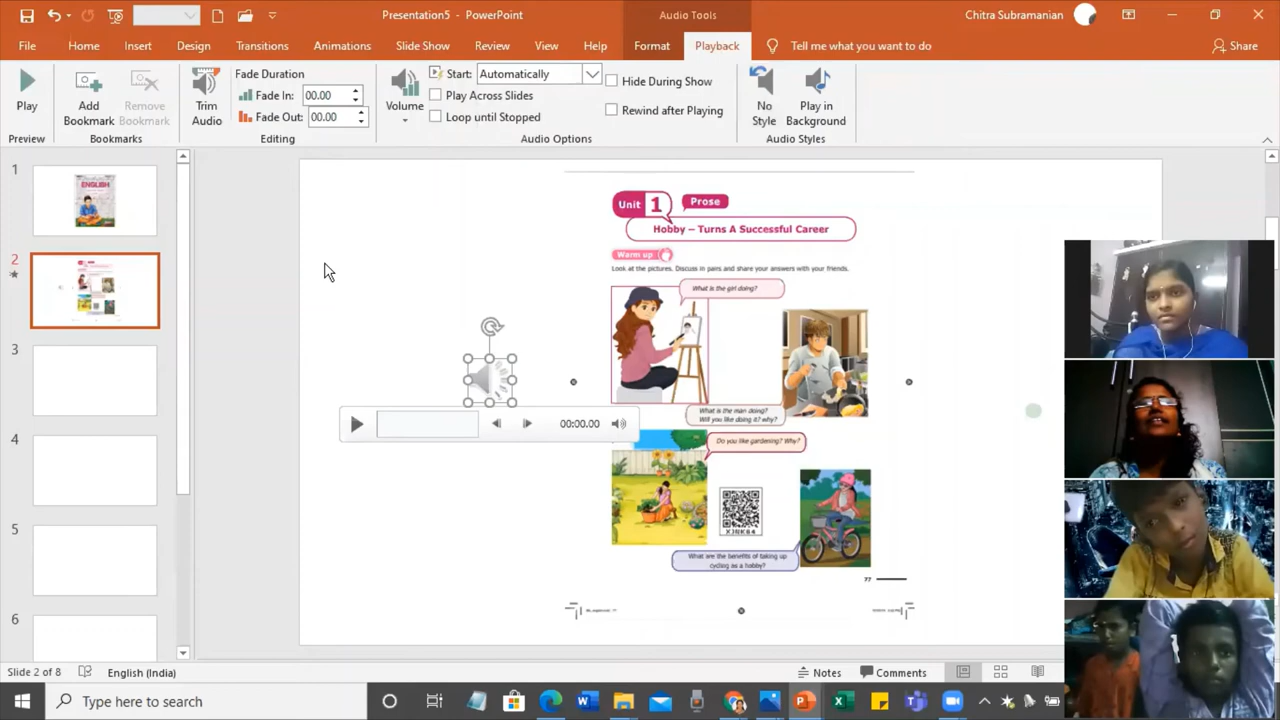 Presentation5 - PowerPoint
Audio Tools
Chitra Subramanian
File Home Insert Design Transitions Animations Slide Show Review View Help Format Playback Tell me what you want to do Share
Play
Add Bookmark
Remove Bookmark
Trim Audio
Fade Duration
Fade In: 00.00
Fade Out: 00.00
Volume
Start: Automatically
Play Across Slides
Loop until Stopped
Hide During Show
Rewind after Playing
No Style
Play in Background
Preview Bookmarks Editing Audio Options Audio Styles
1
ENGLISH
2
3
4
5
6
Unit 1 Prose
Hobby – Turns A Successful Career
Warm up
Look at the pictures. Discuss in pairs and share your answers with your friends.
What is the girl doing?
What is the man doing?
Will you like doing it? why?
00:00.00
Do you like gardening? Why?
What are the benefits of taking up
cycling as a hobby?
77
Slide 2 of 8 English (India) Notes Comments
Type here to search